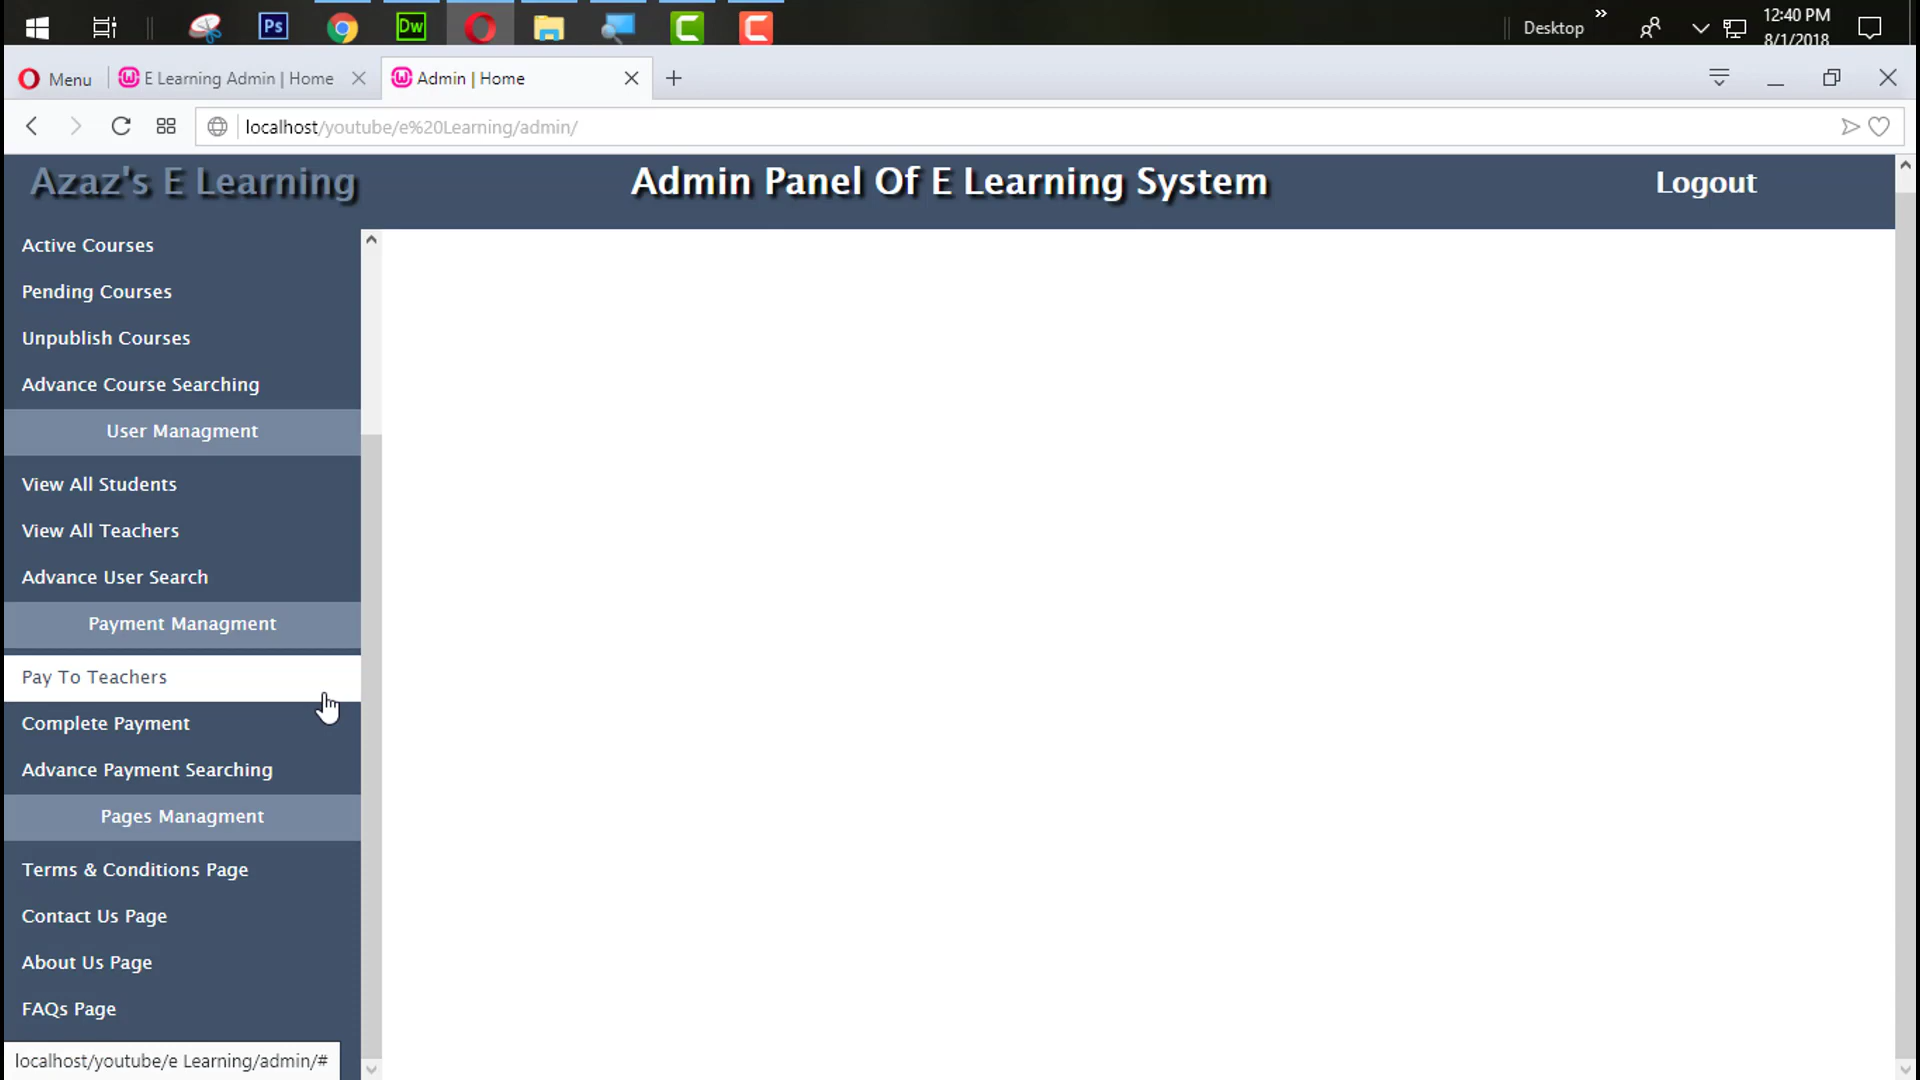 Ps
Dw
Desktop
»
12:40 PM
8/1/2018
Menu
E Learning Admin | Home
Admin | Home
localhost/youtube/e%20Learning/admin/
Azaz's E Learning
Admin Panel Of E Learning System
Logout
Active Courses
Pending Courses
Unpublish Courses
Advance Course Searching
User Managment
View All Students
View All Teachers
Advance User Search
Payment Managment
Pay To Teachers
Complete Payment
Advance Payment Searching
Pages Managment
Terms & Conditions Page
Contact Us Page
About Us Page
FAQs Page
localhost/youtube/e Learning/admin/#